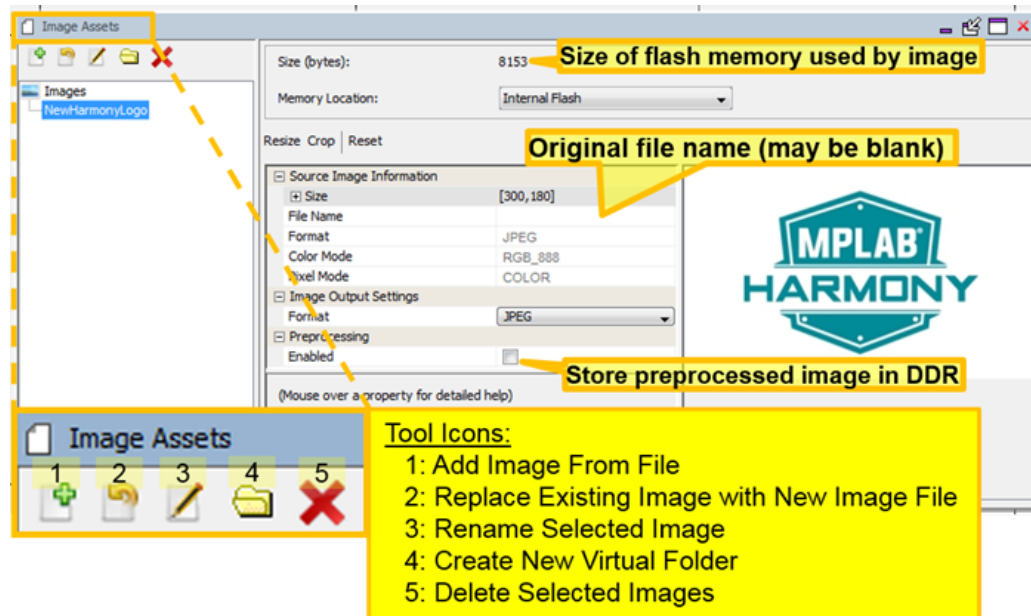 Image Assets
Size (bytes): 8153 Size of flash memory used by image
Images
NewHarmonyLogo
Memory Location: Internal Flash
Resize Crop Reset
Original file name (may be blank)
Source Image Information
Size [300,180]
File Name
Format JPEG
Color Mode RGB_888
Pixel Mode COLOR
Image Output Settings
Format JPEG
Preprocessing
Enabled
Store preprocessed image in DDR
(Mouse over a property for detailed help)
MPLAB
HARMONY
Image Assets
1 2 3 4 5
Tool Icons:
1: Add Image From File
2: Replace Existing Image with New Image File
3: Rename Selected Image
4: Create New Virtual Folder
5: Delete Selected Images